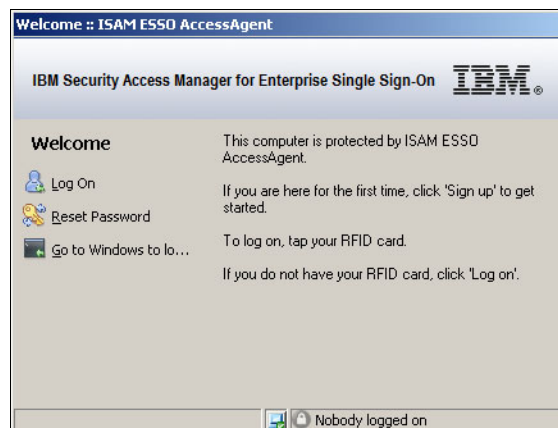 Welcome :: ISAM ESSO AccessAgent
IBM Security Access Manager for Enterprise Single Sign-On
IBM®
Welcome
Log On
Reset Password
Go to Windows to lo...
This computer is protected by ISAM ESSO
AccessAgent.
If you are here for the first time, click 'Sign up' to get
started.
To log on, tap your RFID card.
If you do not have your RFID card, click 'Log on'.
Nobody logged on